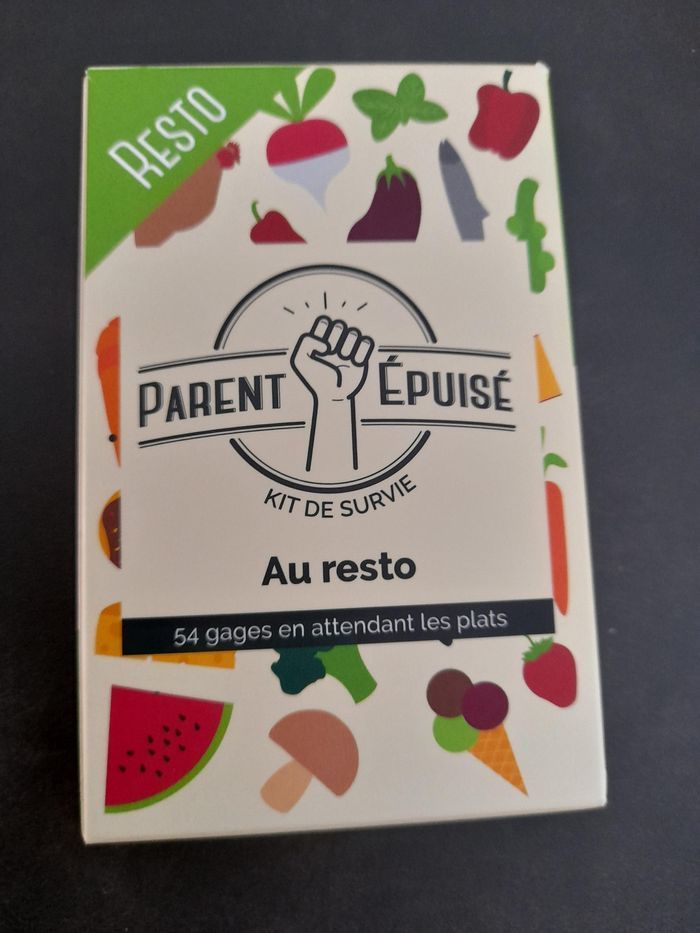 RESTO
PARENT ÉPUISÉ
KIT DE SURVIE
Au resto
54 gages en attendant les plats